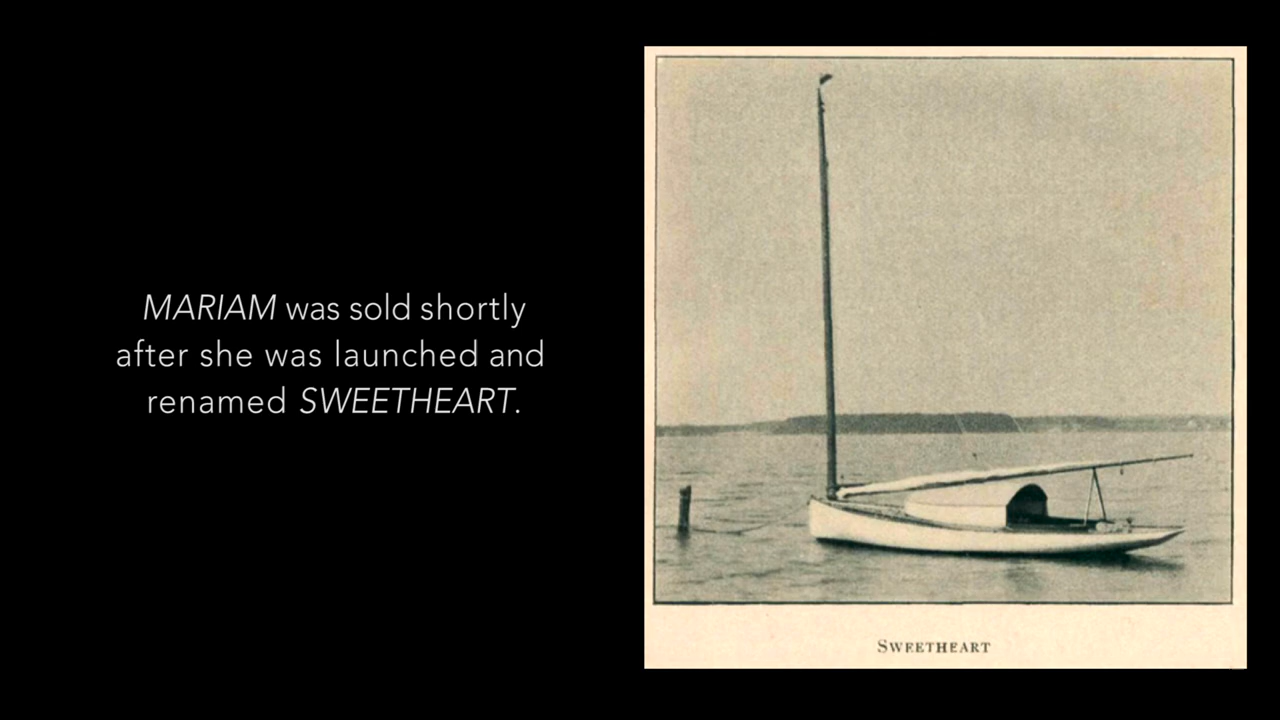 MARIAM was sold shortly
after she was launched and
renamed SWEETHEART.
SWEETHEART